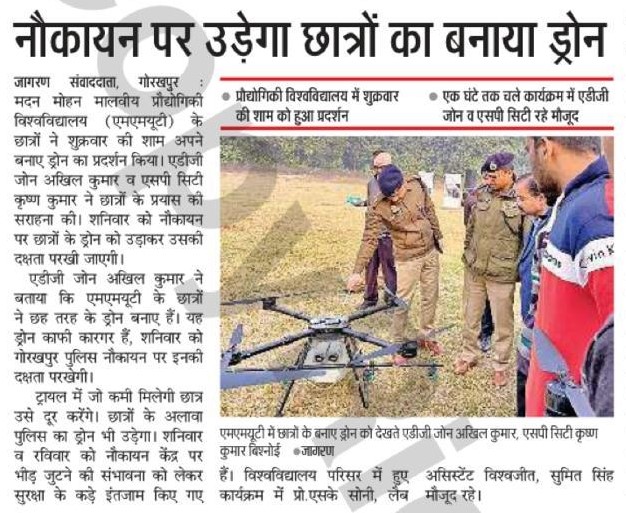 नौकायन पर उड़ेगा छात्रों का बनाया ड्रोन
जागरण संवाददाता, गोरखपुर :
मदन मोहन मालवीय प्रौद्योगिकी
विश्वविद्यालय (एमएमयूटी) के
छात्रों ने शुक्रवार की शाम अपने
बनाए ड्रोन का प्रदर्शन किया। एडीजी
जोन अखिल कुमार व एसपी सिटी
कृष्ण कुमार ने छात्रों के प्रयास की
सराहना की। शनिवार को नौकायन
पर छात्रों के ड्रोन को उड़ाकर उसकी
दक्षता परखी जाएगी।
एडीजी जोन अखिल कुमार ने
बताया कि एमएमयूटी के छात्रों
ने छह तरह के ड्रोन बनाए हैं। यह
ड्रोन काफी कारगर हैं, शनिवार को
गोरखपुर पुलिस नौकायन पर इनकी
दक्षता परखेगी।
ट्रायल में जो कमी मिलेगी छात्र
उसे दूर करेंगे। छात्रों के अलावा
पुलिस का ड्रोन भी उड़ेगा। शनिवार
व रविवार को नौकायन केंद्र पर
भीड़ जुटने की संभावना को लेकर
सुरक्षा के कड़े इंतजाम किए गए
● प्रौद्योगिकी विश्वविद्यालय में शुक्रवार
की शाम को हुआ प्रदर्शन
● एक घंटे तक चले कार्यक्रम में एडीजी
जोन व एसपी सिटी रहे मौजूद
एमएमयूटी में छात्रों के बनाए ड्रोन को देखते एडीजी जोन अखिल कुमार, एसपी सिटी कृष्ण
कुमार बिश्नोई ● जागरण
हैं। विश्वविद्यालय परिसर में हुए
कार्यक्रम में प्रो.एसके सोनी, लैब
असिस्टेंट विश्वजीत, सुमित सिंह
मौजूद रहे।